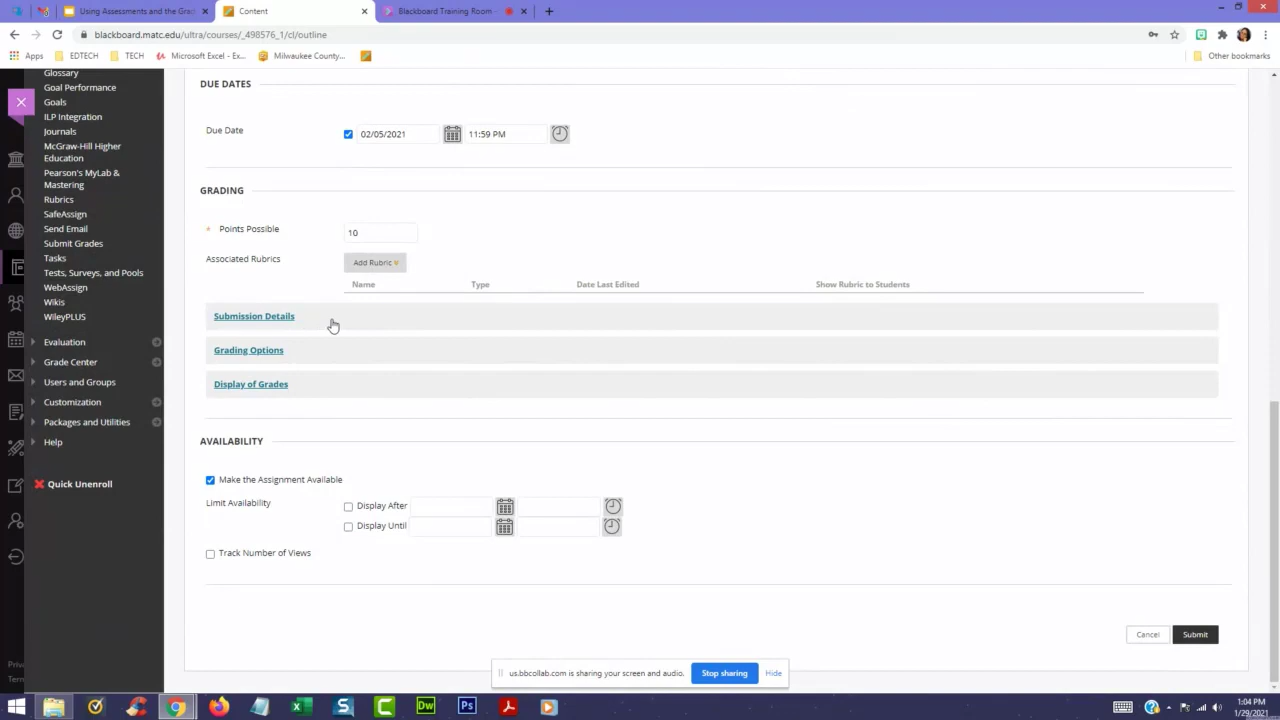 Using Assessments and the Grad
Content
Blackboard Training Room -
blackboard.matc.edu/ultra/courses/_498576_1/cl/outline
Apps
EDTECH
TECH
Microsoft Excel - Ex...
Milwaukee County...
Other bookmarks
Glossary
Goal Performance
Goals
ILP Integration
Journals
McGraw-Hill Higher
Education
Pearson's MyLab &
Mastering
Rubrics
SafeAssign
Send Email
Submit Grades
Tasks
Tests, Surveys, and Pools
WebAssign
Wikis
WileyPLUS
Evaluation
Grade Center
Users and Groups
Customization
Packages and Utilities
Help
Quick Unenroll
Priv
Term
DUE DATES
Due Date
02/05/2021
11:59 PM
GRADING
* Points Possible
10
Associated Rubrics
Add Rubric
Name Type Date Last Edited Show Rubric to Students
Submission Details
Grading Options
Display of Grades
AVAILABILITY
Make the Assignment Available
Limit Availability
Display After
Display Until
Track Number of Views
Cancel
Submit
us.bbcollab.com is sharing your screen and audio.
Stop sharing
Hide
Dw
Ps
1:04 PM
1/29/2021